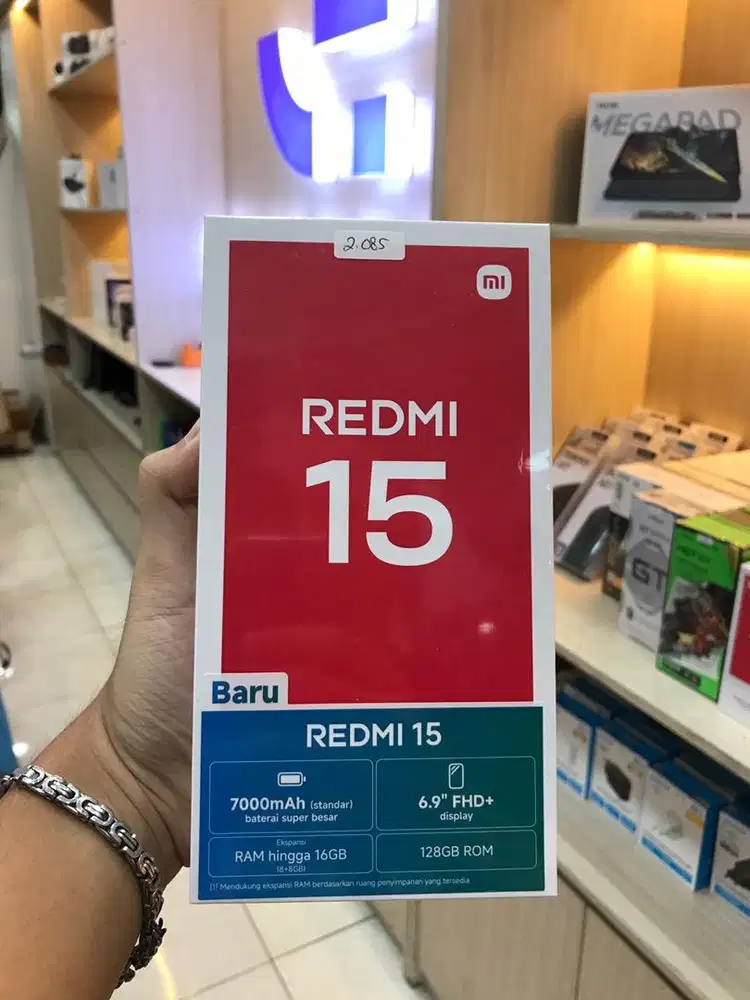 2.085
mi
REDMI
15
Baru
REDMI 15
7000mAh (standar)
baterai super besar
6.9" FHD+
display
Ekspansi
RAM hingga 16GB
(8+8GB)
128GB ROM
[1] Mendukung ekspansi RAM berdasarkan ruang penyimpanan yang tersedia
MEGAPAD
GT